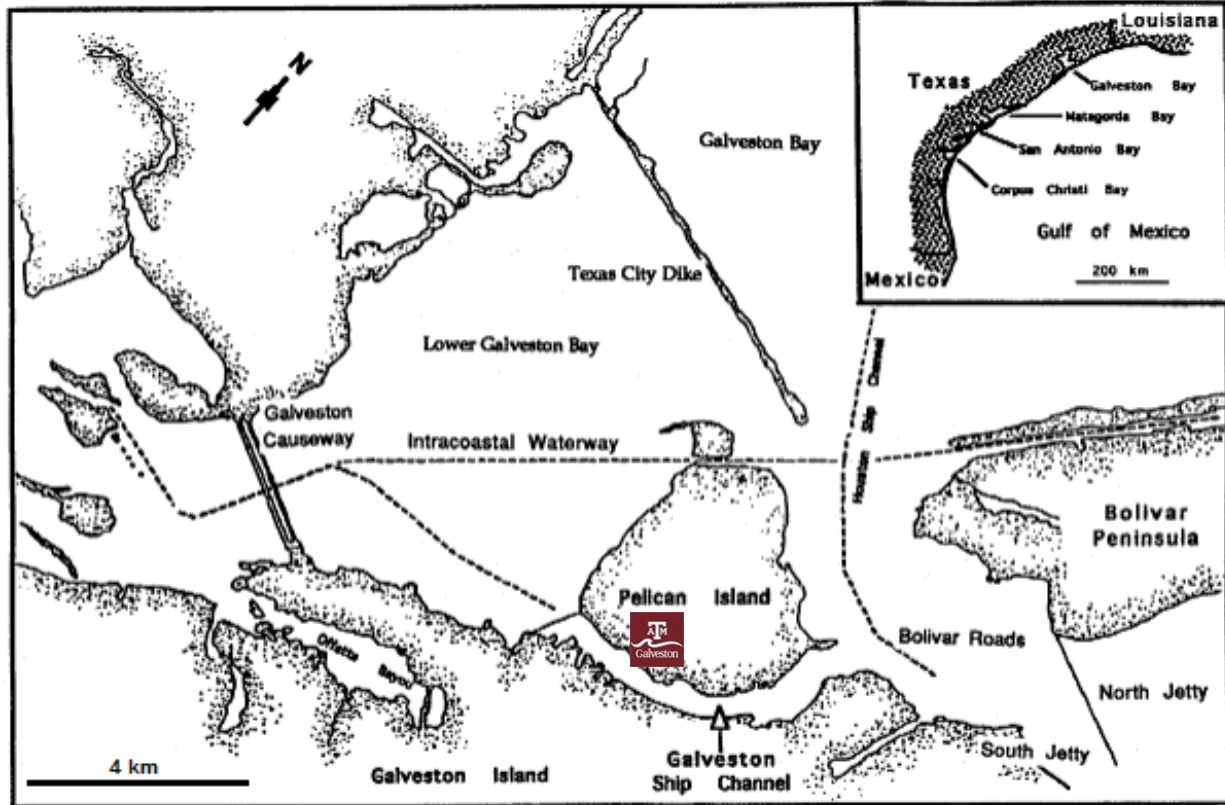 N
Galveston Bay
Texas City Dike
Lower Galveston Bay
Galveston
Causeway
Intracoastal Waterway
Houston Ship Channel
Bolivar
Peninsula
Pelican Island
A T M
Galveston
Bolivar Roads
Offatts Bayou
North Jetty
South Jetty
Galveston
Ship Channel
Galveston Island
4 km
Louisiana
Texas
Galveston Bay
Matagorda Bay
San Antonio Bay
Corpus Christi Bay
Gulf of Mexico
200 km
Mexico